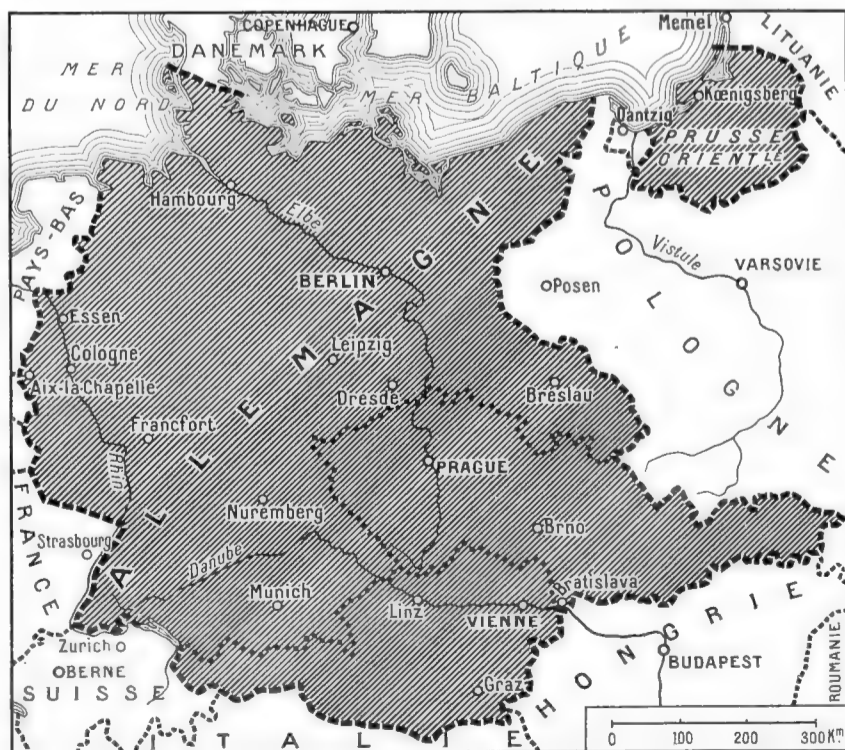 COPENHAGUE
DANEMARK
MER
DU NORD
MER BALTIQUE
Memel
LITUANIE
Kœnigsberg
Dantzig
PRUSSE
ORIENTLE
PAYS-BAS
Hambourg
Elbe
BERLIN
ALLEMAGNE
POLOGNE
Vistule
VARSOVIE
Posen
Essen
Cologne
Aix-la-Chapelle
Leipzig
Dresde
Breslau
Francfort
Rhin
PRAGUE
FRANCE
Nuremberg
Brno
Strasbourg
Danube
Munich
Linz
VIENNE
Bratislava
HONGRIE
Zurich
BERNE
SUISSE
BUDAPEST
ROUMANIE
Graz
ITALIE
0 100 200 300 Km.